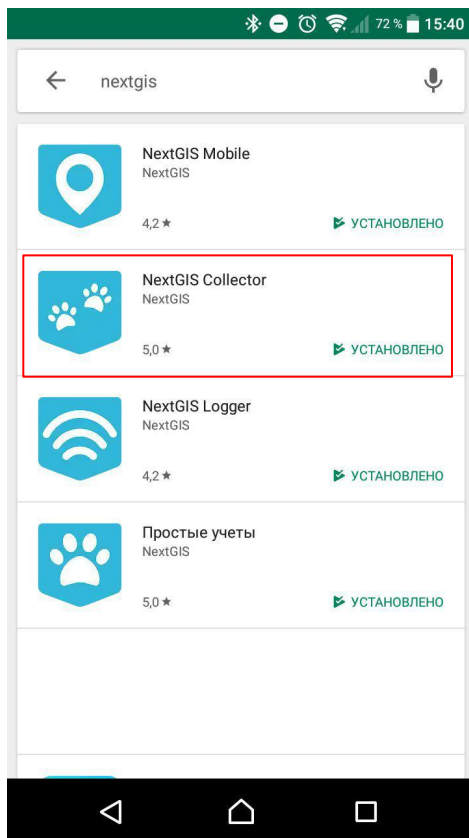 72 % 15:40
nextgis
NextGIS Mobile
NextGIS
4,2 ★ УСТАНОВЛЕНО
NextGIS Collector
NextGIS
5,0 ★ УСТАНОВЛЕНО
NextGIS Logger
NextGIS
4,2 ★ УСТАНОВЛЕНО
Простые учеты
NextGIS
5,0 ★ УСТАНОВЛЕНО